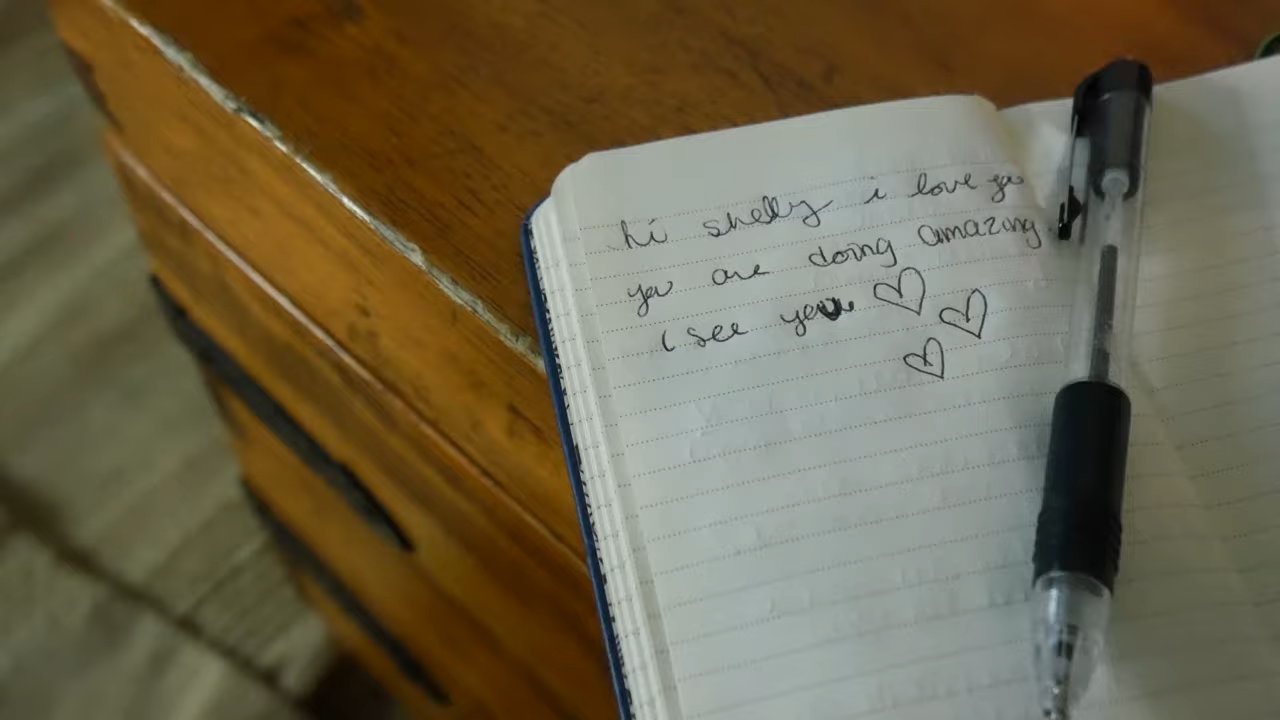 hi shelly i love you
you are doing amazing
i see you ♡ ♡
♡